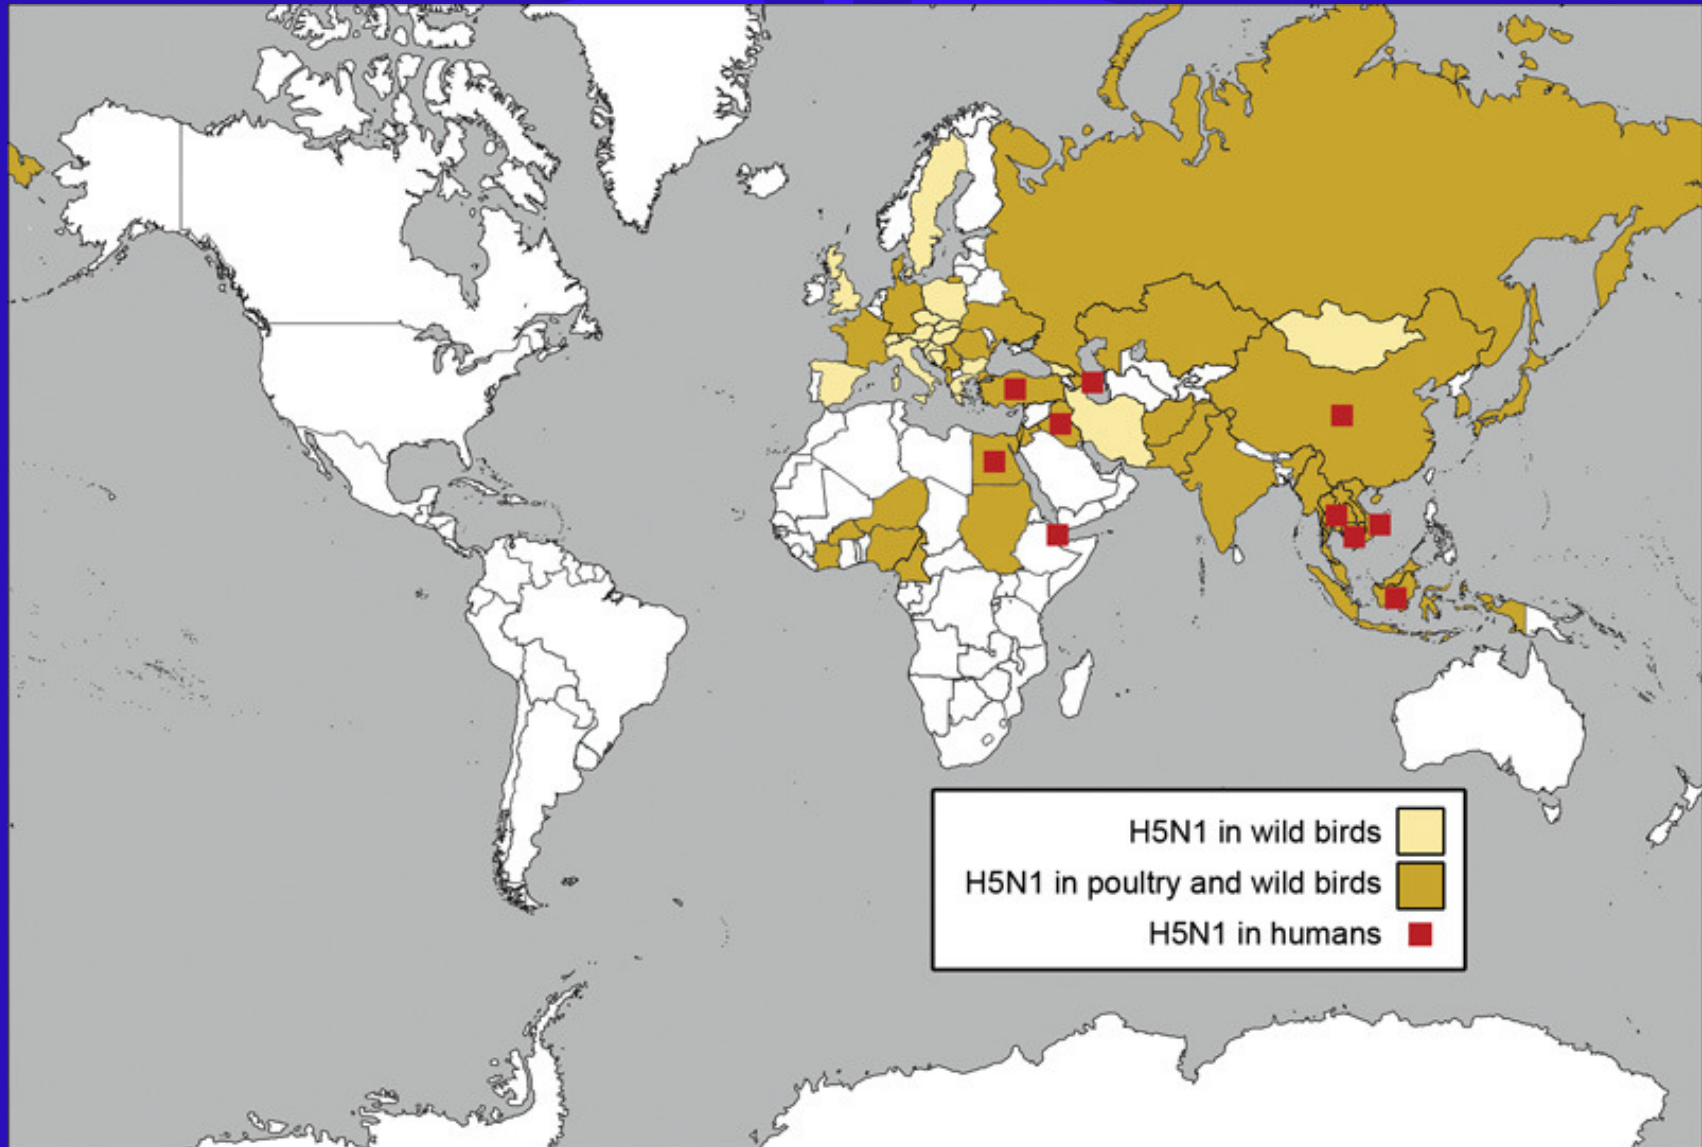 H5N1 in wild birds
H5N1 in poultry and wild birds
H5N1 in humans